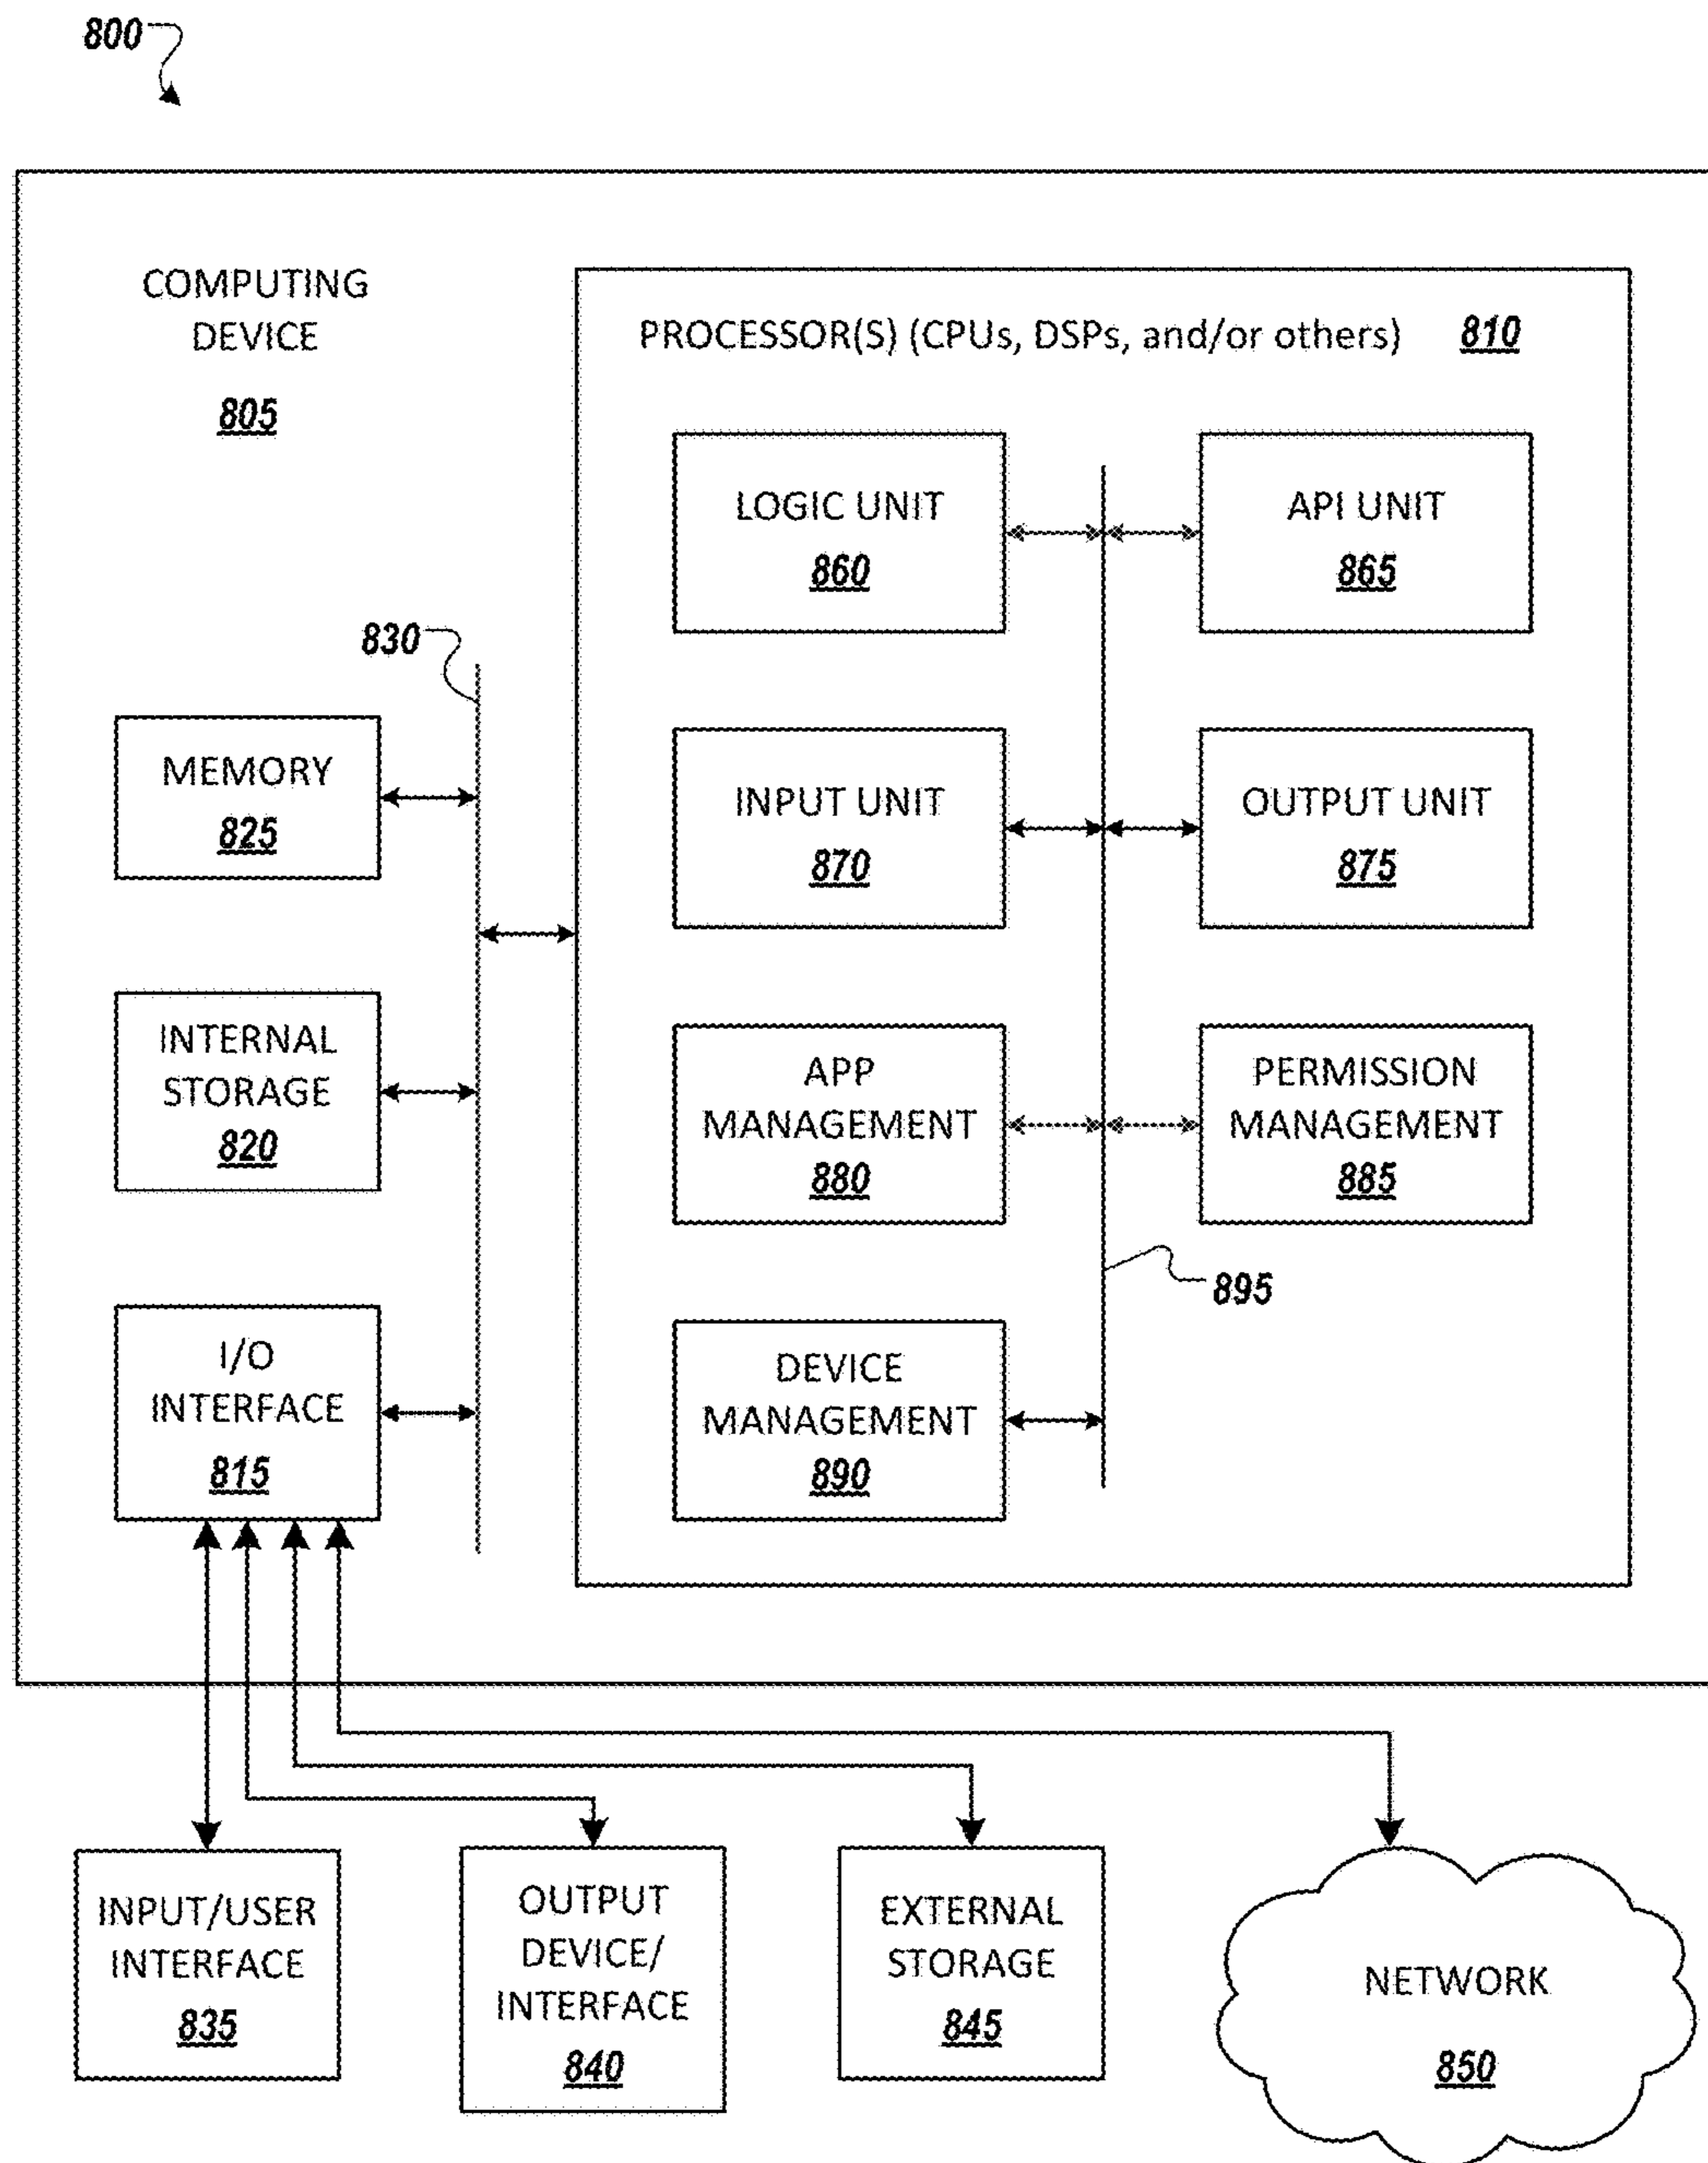 800
COMPUTING
DEVICE
805
PROCESSOR(S) (CPUs, DSPs, and/or others) 810
LOGIC UNIT
860
API UNIT
865
830
MEMORY
825
INPUT UNIT
870
OUTPUT UNIT
875
INTERNAL
STORAGE
820
APP
MANAGEMENT
880
PERMISSION
MANAGEMENT
885
895
I/O
INTERFACE
815
DEVICE
MANAGEMENT
890
INPUT/USER
INTERFACE
835
OUTPUT
DEVICE/
INTERFACE
840
EXTERNAL
STORAGE
845
NETWORK
850